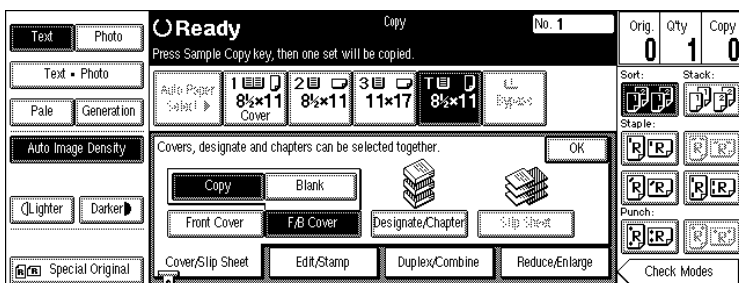 Text Photo
Text • Photo
Pale Generation
Auto Image Density
Lighter Darker
Special Original
Ready Copy No. 1
Press Sample Copy key, then one set will be copied.
Auto Paper Select
1
8½×11
Cover
2
8½×11
3
11×17
T
8½×11
Bypass
Covers, designate and chapters can be selected together. OK
Copy Blank
Front Cover F/B Cover Designate/Chapter Slip Sheet
Cover/Slip Sheet Edit/Stamp Duplex/Combine Reduce/Enlarge
Orig. Q'ty Copy
0 1 0
Sort: Stack:
Staple:
Punch:
Check Modes